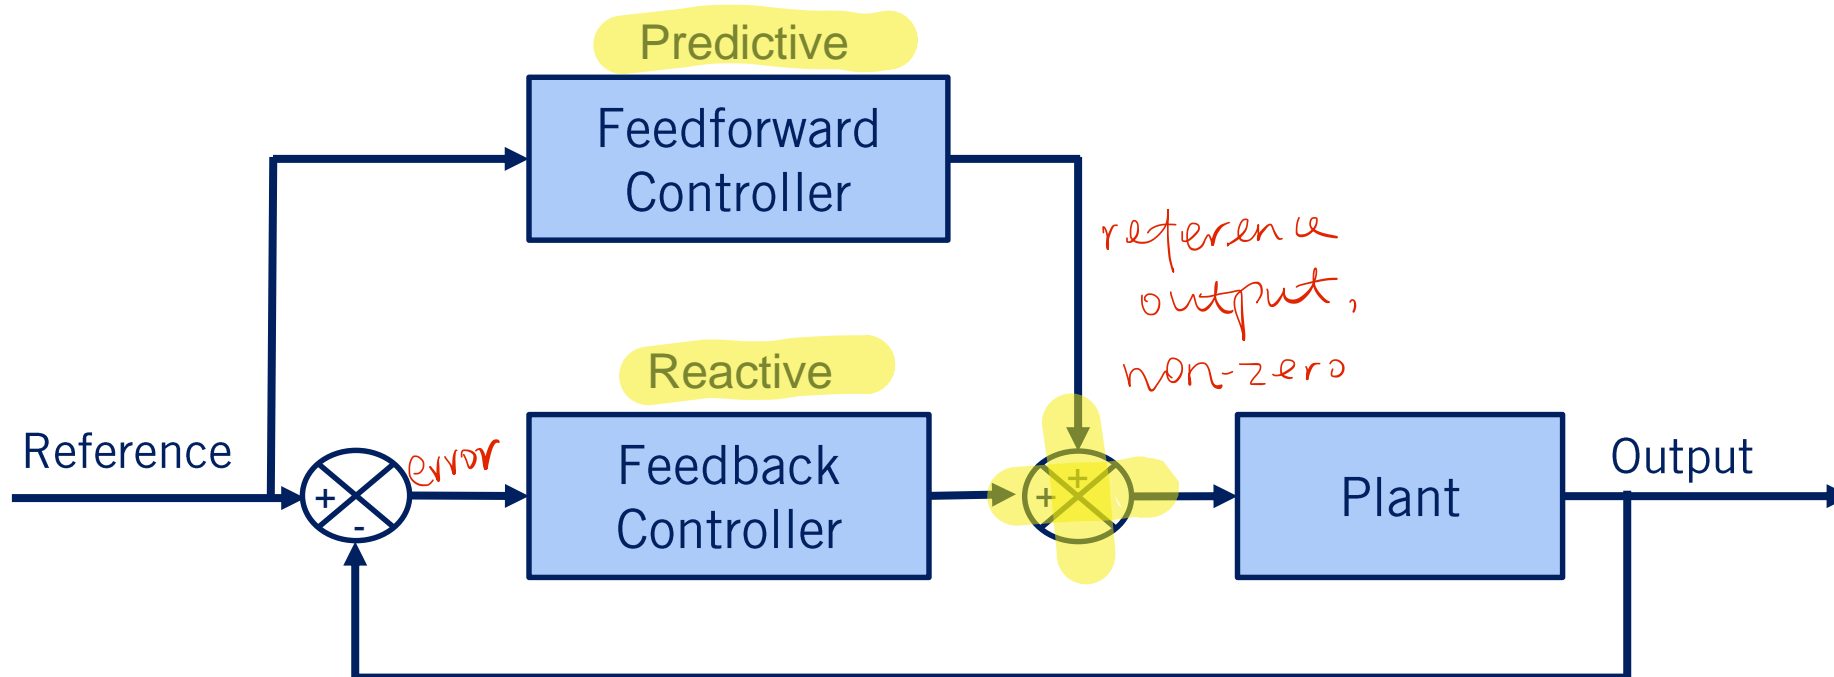 Predictive
Feedforward
Controller
reference
output,
non-zero
Reactive
Reference
error
Feedback
Controller
Plant
Output
+
-
+
+